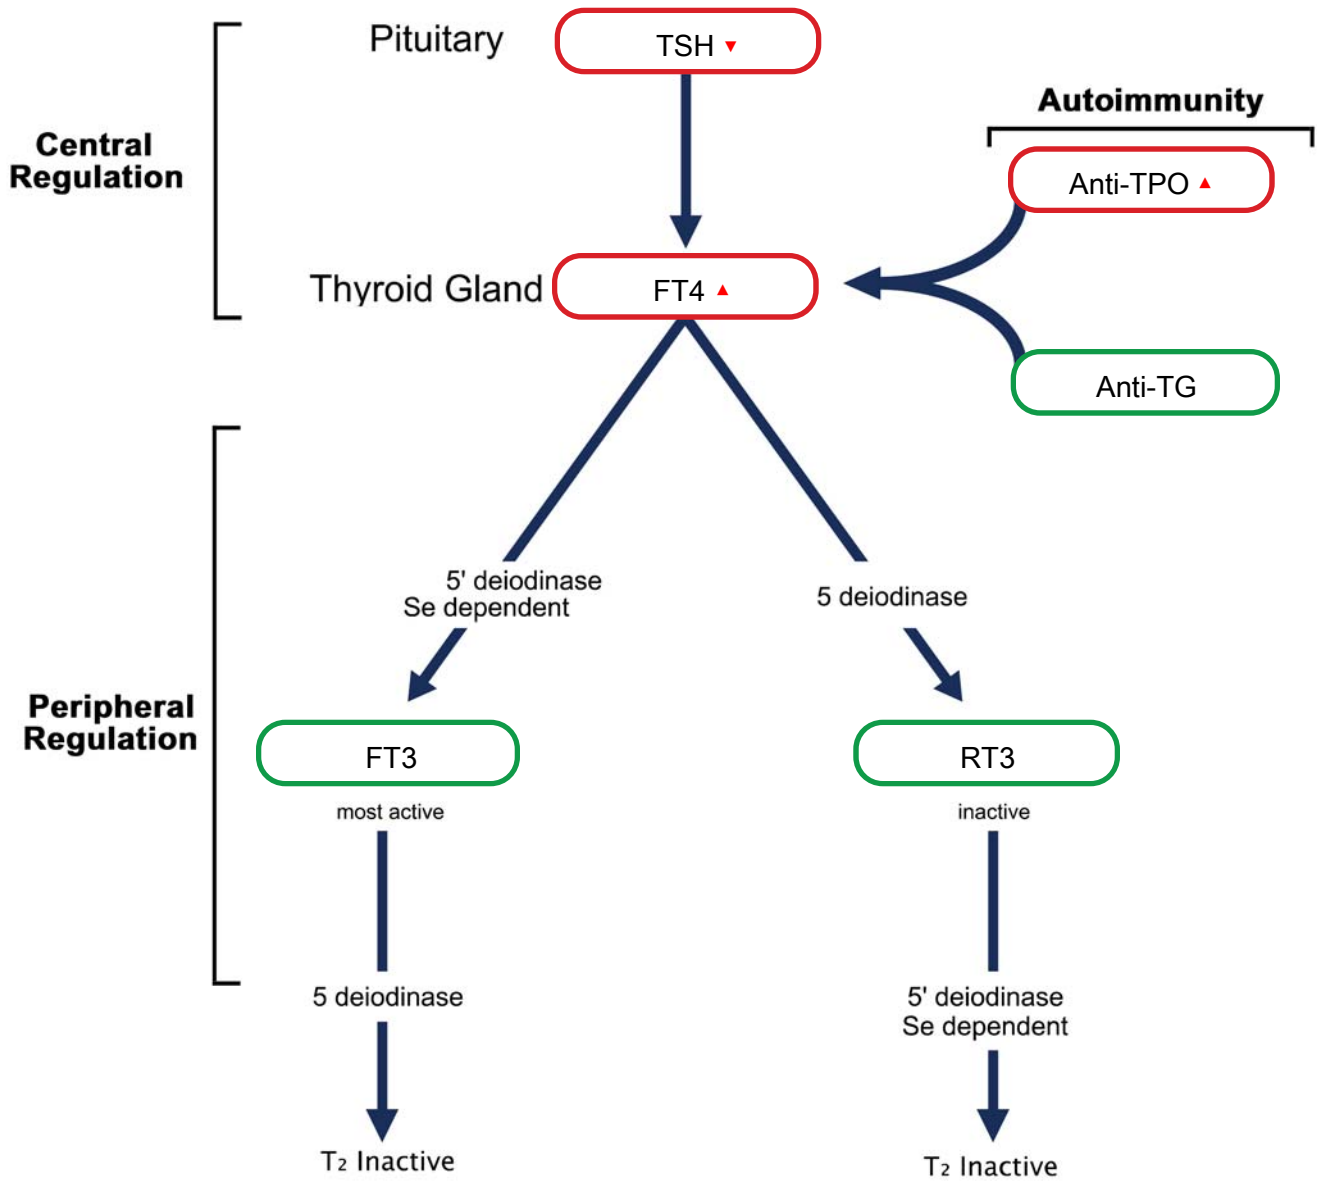 Pituitary
TSH ▼
Central
Regulation
Autoimmunity
Anti-TPO ▲
Thyroid Gland
FT4 ▲
Anti-TG
5' deiodinase
Se dependent
5 deiodinase
Peripheral
Regulation
FT3
most active
RT3
inactive
5 deiodinase
5' deiodinase
Se dependent
T₂ Inactive
T₂ Inactive